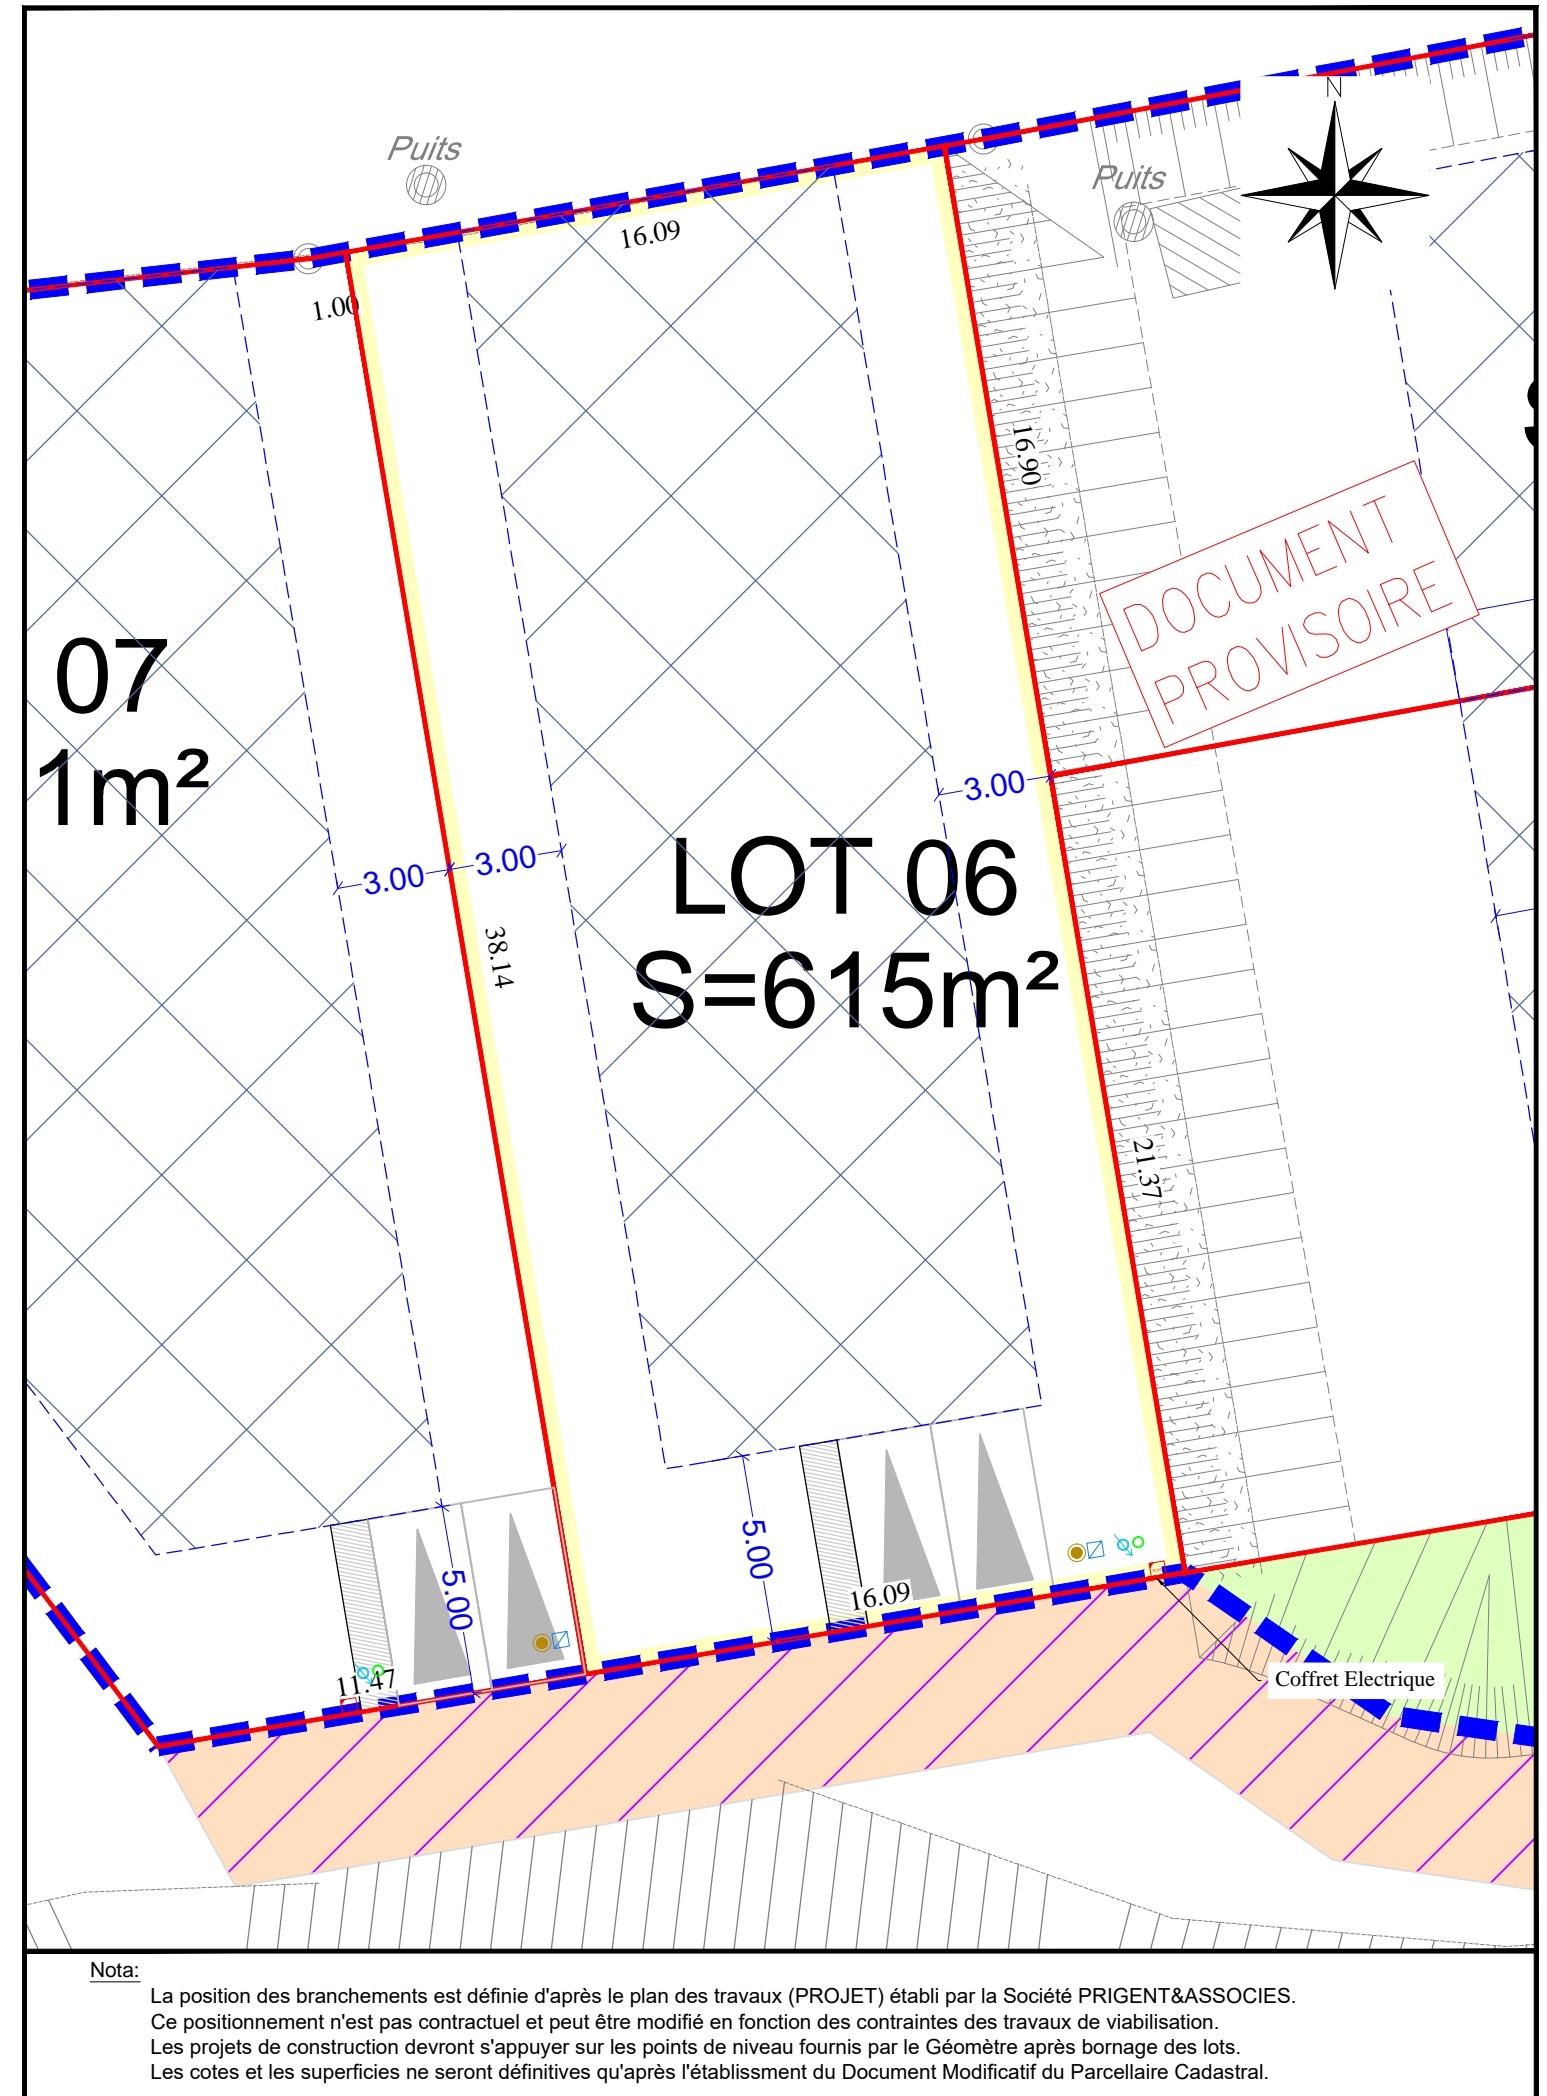 N
Puits
Puits
16.09
1.00
16.90
DOCUMENT
PROVISOIRE
07
1m²
3.00
LOT 06
S=615m²
3.00
3.00
38.14
21.37
5.00
5.00
16.09
11.47
Coffret Electrique
Nota:
La position des branchements est définie d'après le plan des travaux (PROJET) établi par la Société PRIGENT&ASSOCIES.
Ce positionnement n'est pas contractuel et peut être modifié en fonction des contraintes des travaux de viabilisation.
Les projets de construction devront s'appuyer sur les points de niveau fournis par le Géomètre après bornage des lots.
Les cotes et les superficies ne seront définitives qu'après l'établissment du Document Modificatif du Parcellaire Cadastral.